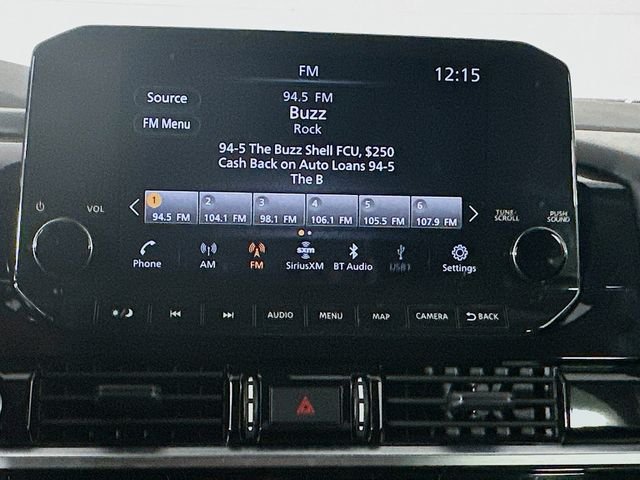 FM
12:15
Source
94.5 FM
Buzz
FM Menu
Rock
94-5 The Buzz Shell FCU, $250
Cash Back on Auto Loans 94-5
The B
1 2 3 4 5 6
94.5 FM 104.1 FM 98.1 FM 106.1 FM 105.5 FM 107.9 FM
VOL
TUNE·SCROLL
PUSH SOUND
sxm
Phone AM FM SiriusXM BT Audio USB1 Settings
AUDIO MENU MAP CAMERA BACK